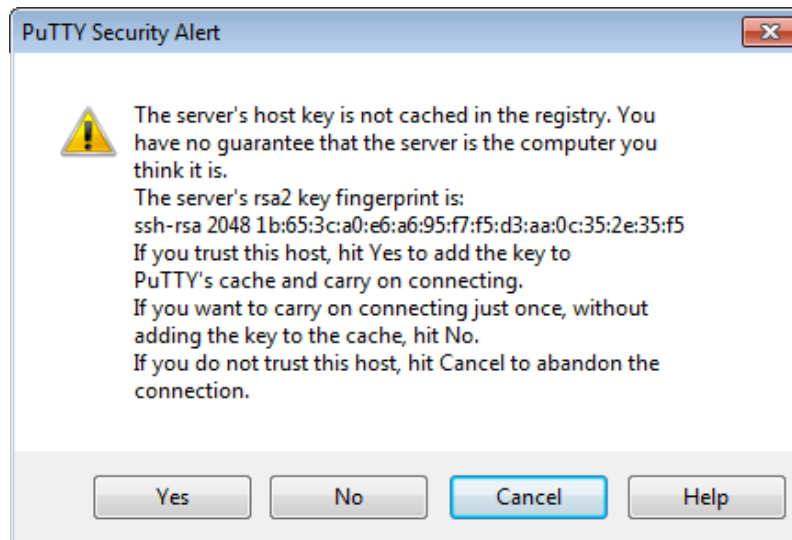 PuTTY Security Alert
The server's host key is not cached in the registry. You
have no guarantee that the server is the computer you
think it is.
The server's rsa2 key fingerprint is:
ssh-rsa 2048 1b:65:3c:a0:e6:a6:95:f7:f5:d3:aa:0c:35:2e:35:f5
If you trust this host, hit Yes to add the key to
PuTTY's cache and carry on connecting.
If you want to carry on connecting just once, without
adding the key to the cache, hit No.
If you do not trust this host, hit Cancel to abandon the
connection.
Yes No Cancel Help